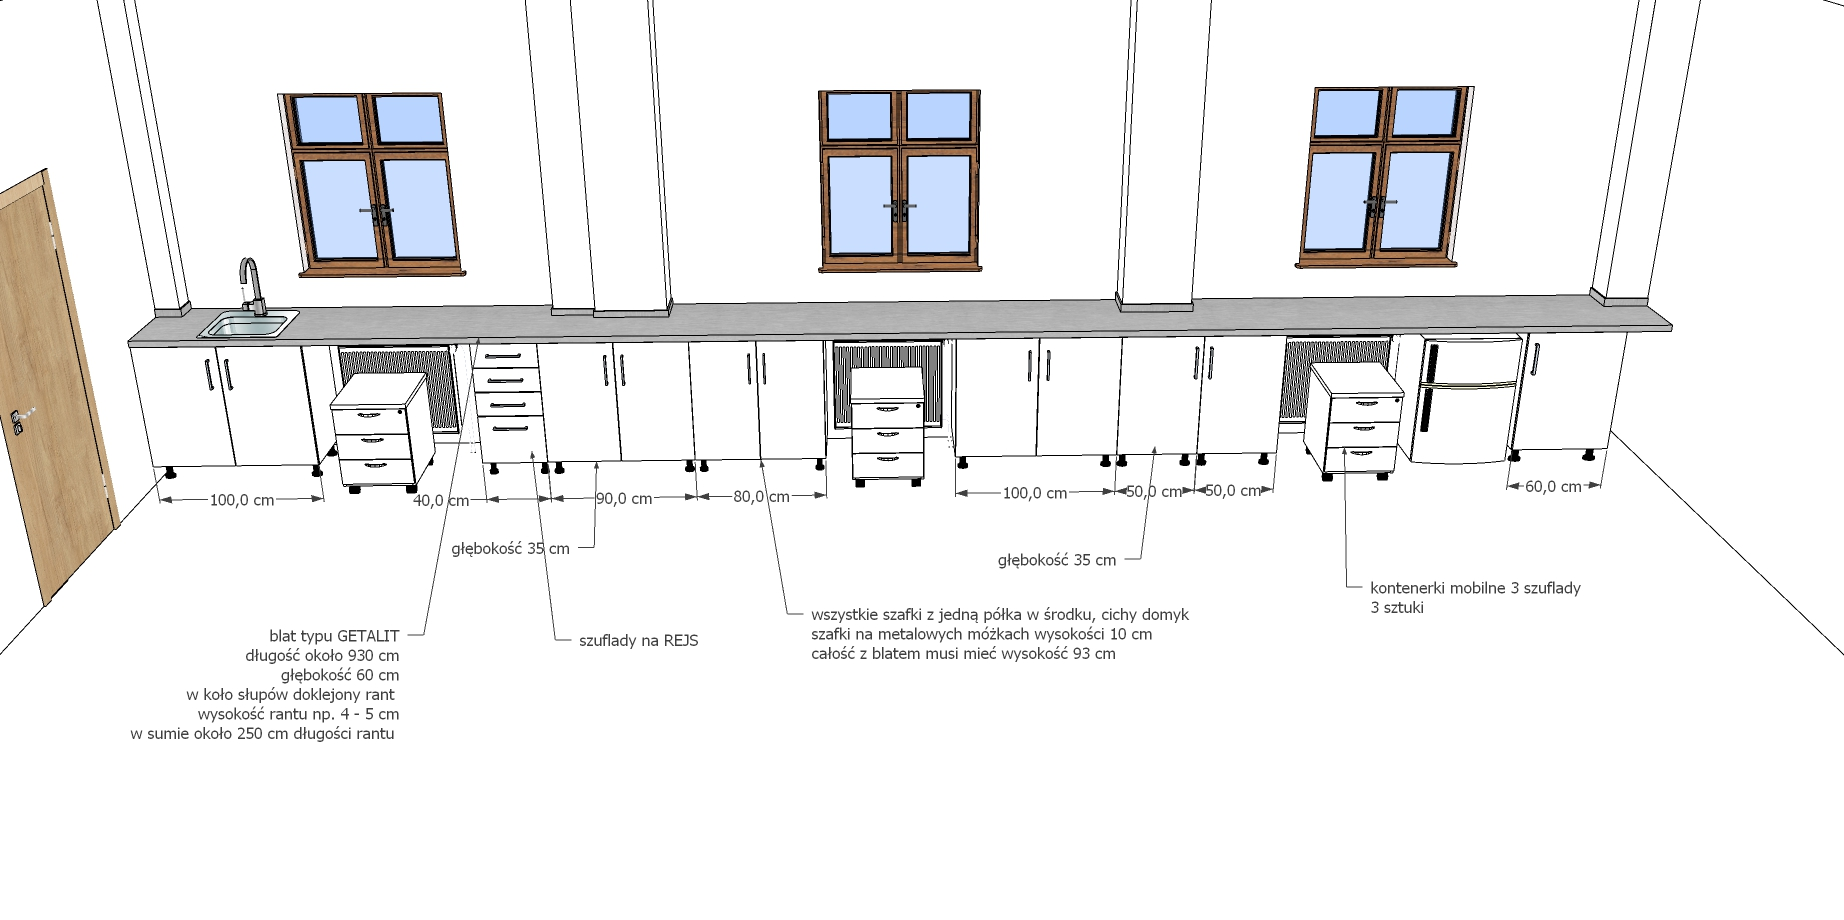 100,0 cm
40,0 cm
90,0 cm
80,0 cm
100,0 cm
50,0 cm
50,0 cm
60,0 cm
głębokość 35 cm
głębokość 35 cm
kontenerki mobilne 3 szuflady
3 sztuki
wszystkie szafki z jedną półka w środku, cichy domyk
szafki na metalowych móżkach wysokości 10 cm
całość z blatem musi mieć wysokość 93 cm
szuflady na REJS
blat typu GETALIT
długość około 930 cm
głębokość 60 cm
w koło słupów doklejony rant
wysokość rantu np. 4 - 5 cm
w sumie około 250 cm długości rantu